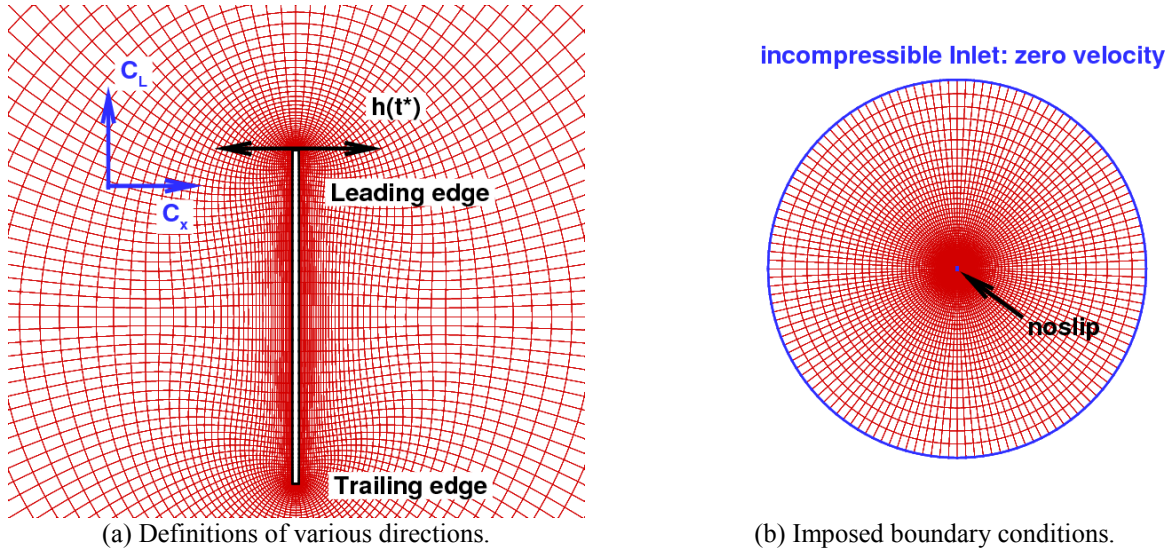 C_L
h(t*)
Leading edge
C_x
Trailing edge
(a) Definitions of various directions.
incompressible Inlet: zero velocity
noslip
(b) Imposed boundary conditions.